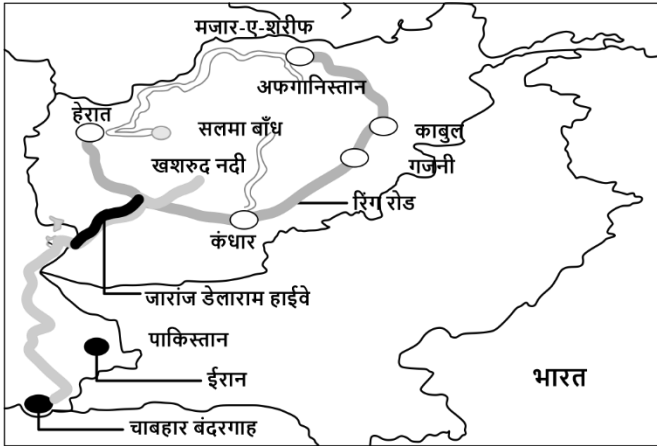 मजार-ए-शरीफ
अफगानिस्तान
हेरात
सलमा बाँध
काबुल
खशरुद नदी
गजनी
रिंग रोड
कंधार
जारांज डेलाराम हाईवे
पाकिस्तान
ईरान
भारत
चाबहार बंदरगाह